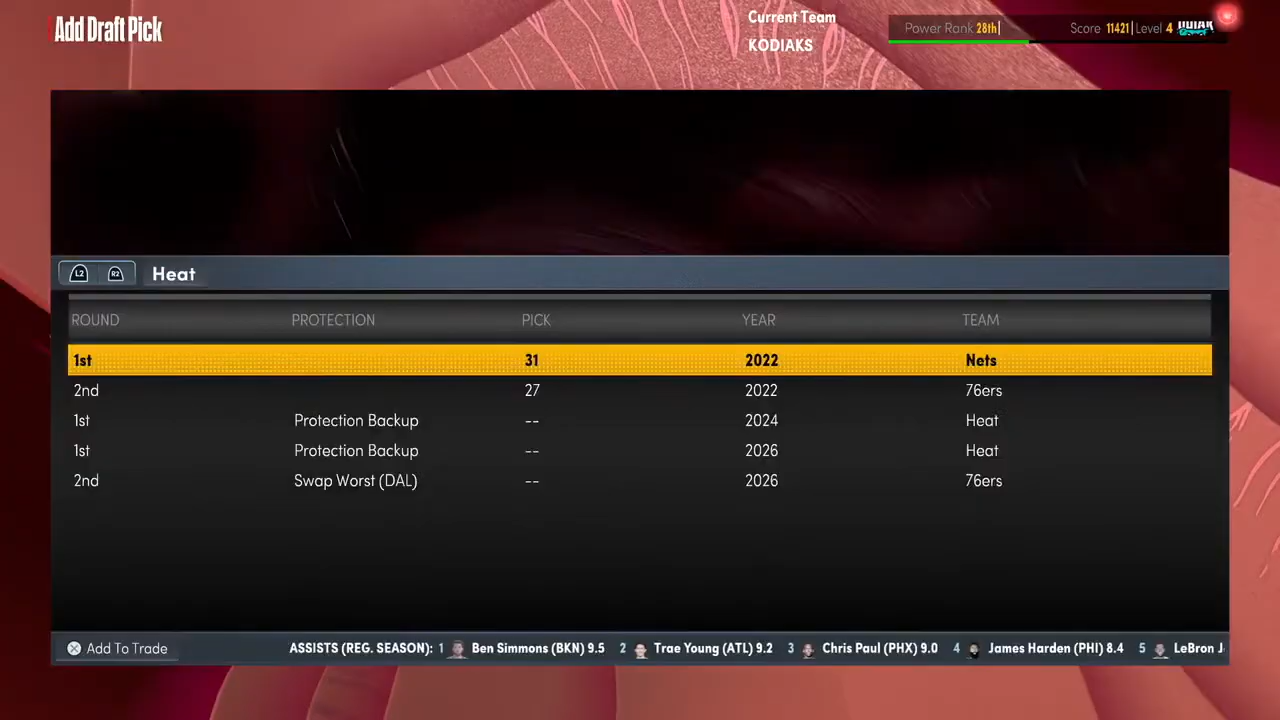 Add Draft Pick
Current Team
KODIAKS
Power Rank 28th|
Score 11421| Level 4
L2 R2 Heat
ROUND PROTECTION PICK YEAR TEAM
1st 31 2022 Nets
2nd 27 2022 76ers
1st Protection Backup -- 2024 Heat
1st Protection Backup -- 2026 Heat
2nd Swap Worst (DAL) -- 2026 76ers
Add To Trade
ASSISTS (REG. SEASON): 1 Ben Simmons (BKN) 9.5 2 Trae Young (ATL) 9.2 3 Chris Paul (PHX) 9.0 4 James Harden (PHI) 8.4 5 LeBron J